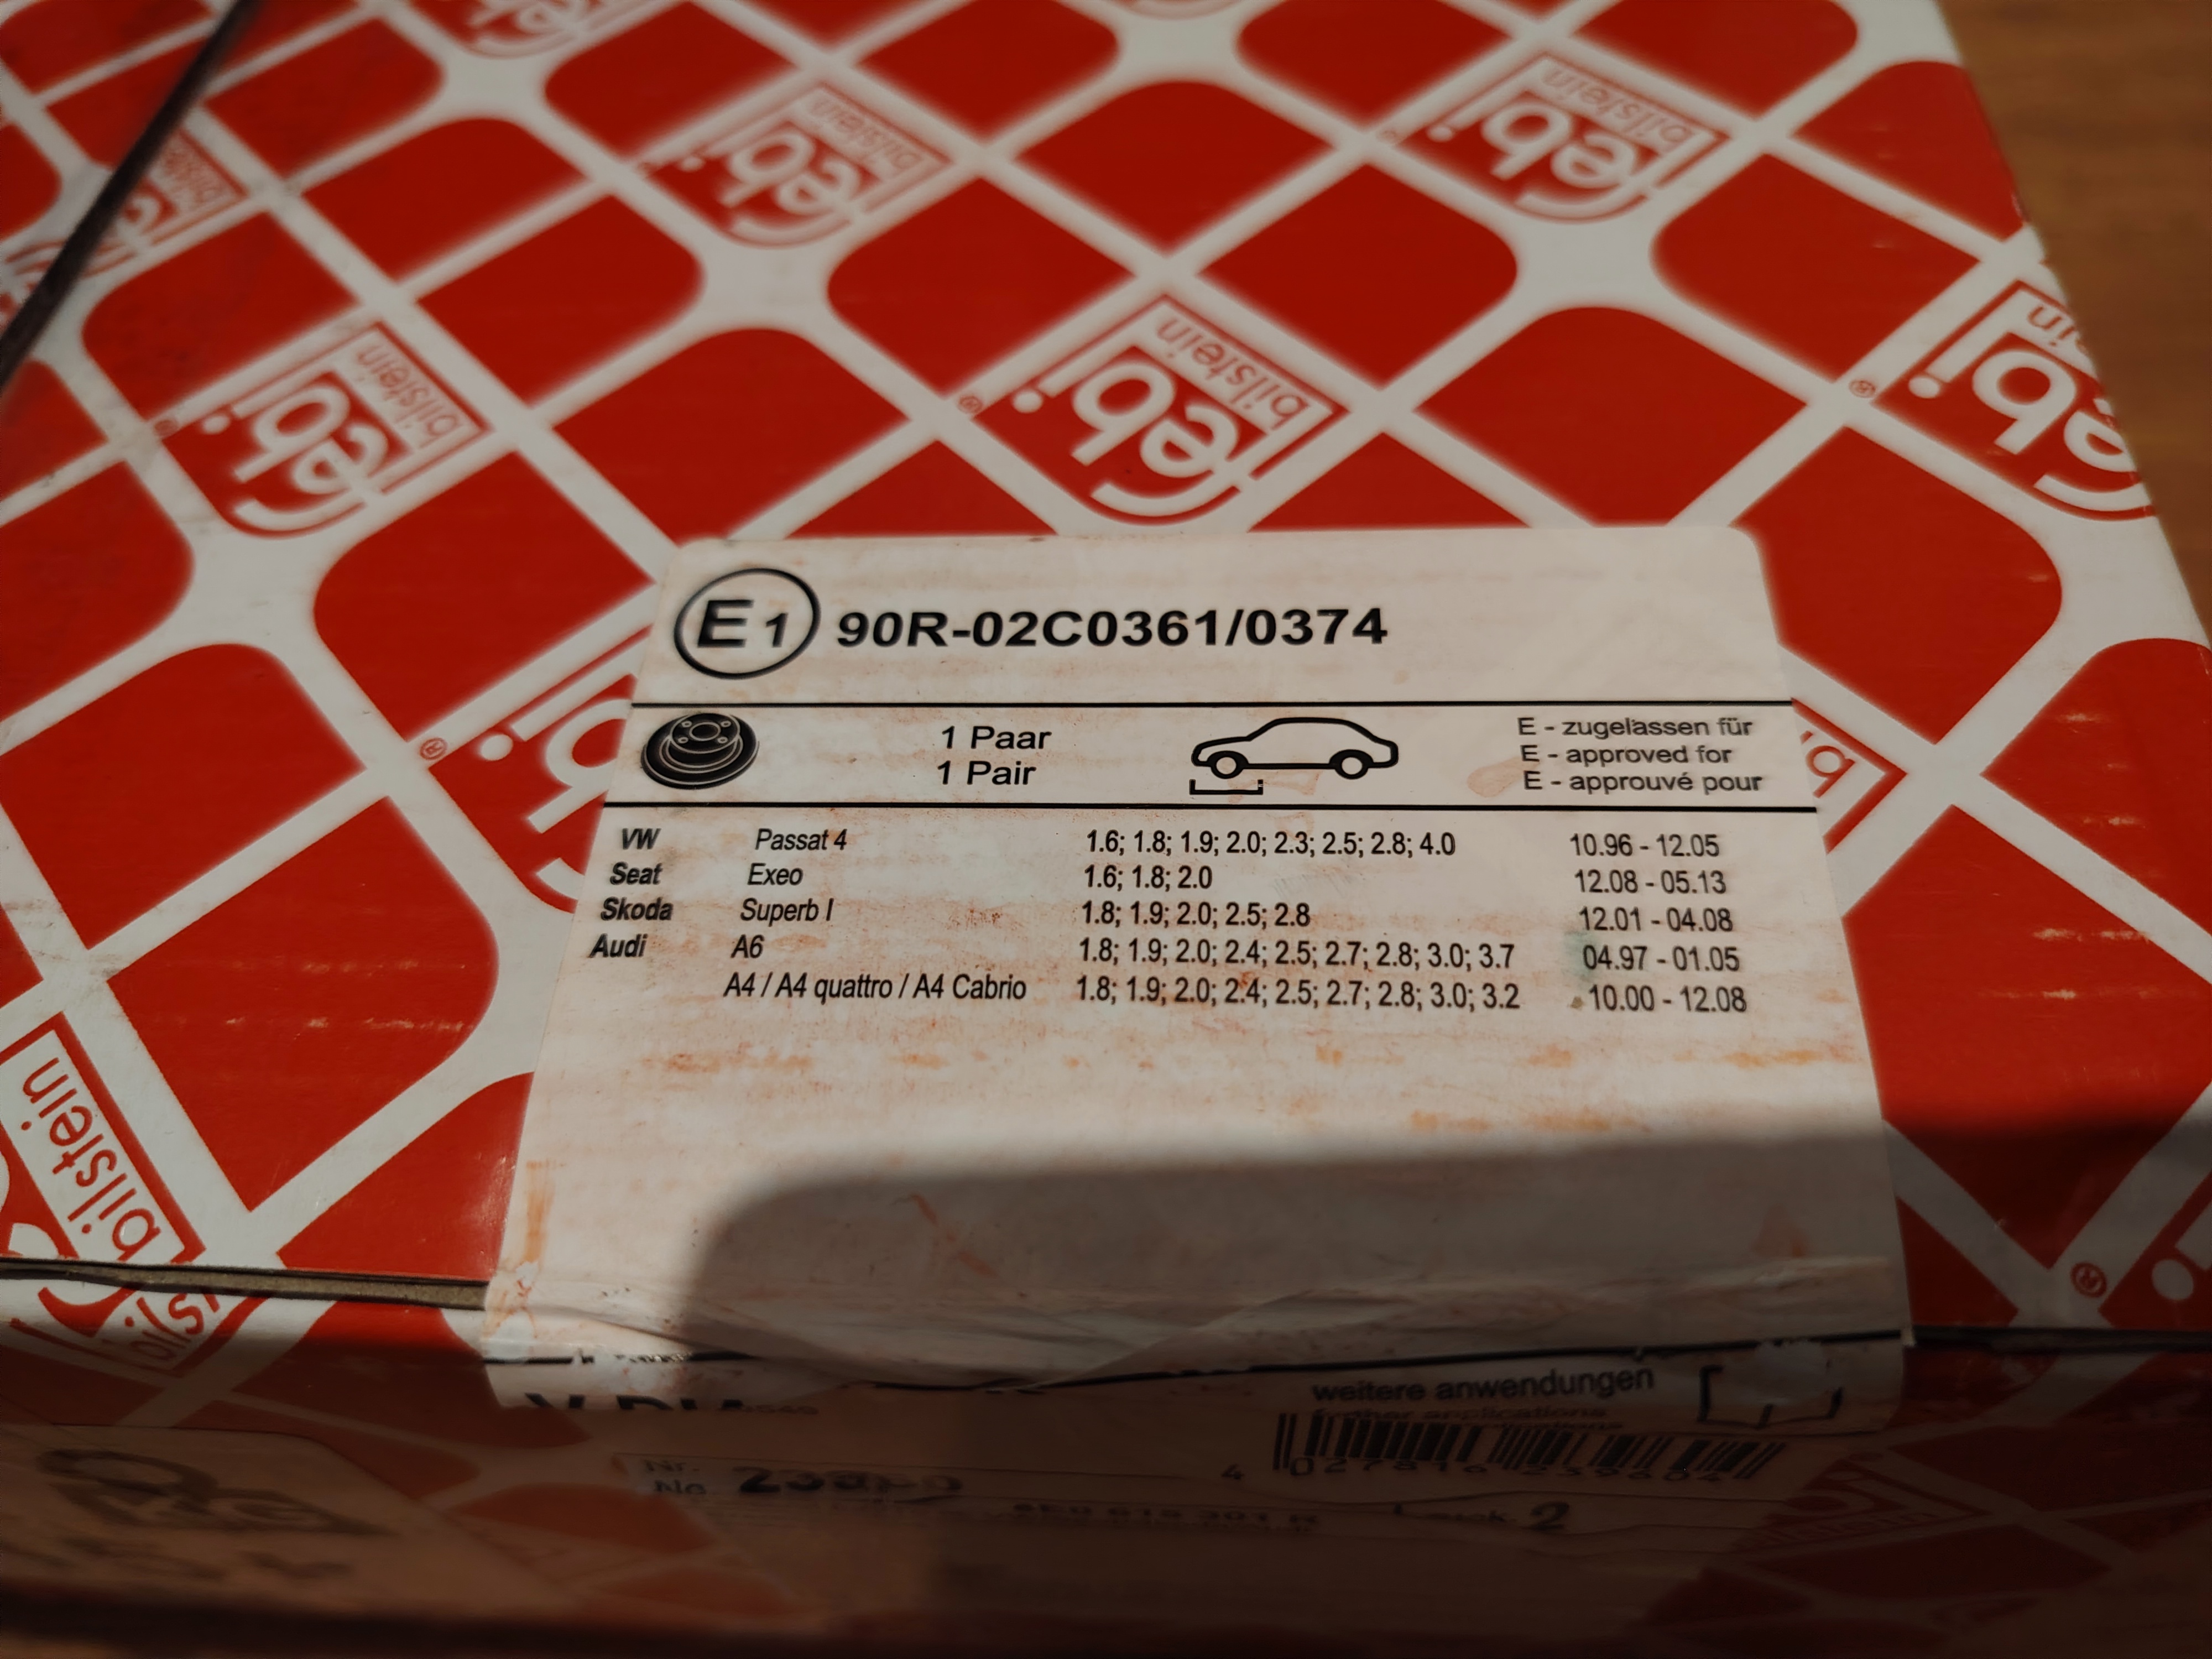 febi
bilstein
E1 90R-02C0361/0374
1 Paar
1 Pair
E - zugelassen für
E - approved for
E - approuvé pour
VW Passat 4 1.6; 1.8; 1.9; 2.0; 2.3; 2.5; 2.8; 4.0 10.96 - 12.05
Seat Exeo 1.6; 1.8; 2.0 12.08 - 05.13
Skoda Superb I 1.8; 1.9; 2.0; 2.5; 2.8 12.01 - 04.08
Audi A6 1.8; 1.9; 2.0; 2.4; 2.5; 2.7; 2.8; 3.0; 3.7 04.97 - 01.05
A4 / A4 quattro / A4 Cabrio 1.8; 1.9; 2.0; 2.4; 2.5; 2.7; 2.8; 3.0; 3.2 10.00 - 12.08
weitere anwendungen
further applications
Nr.
No
2